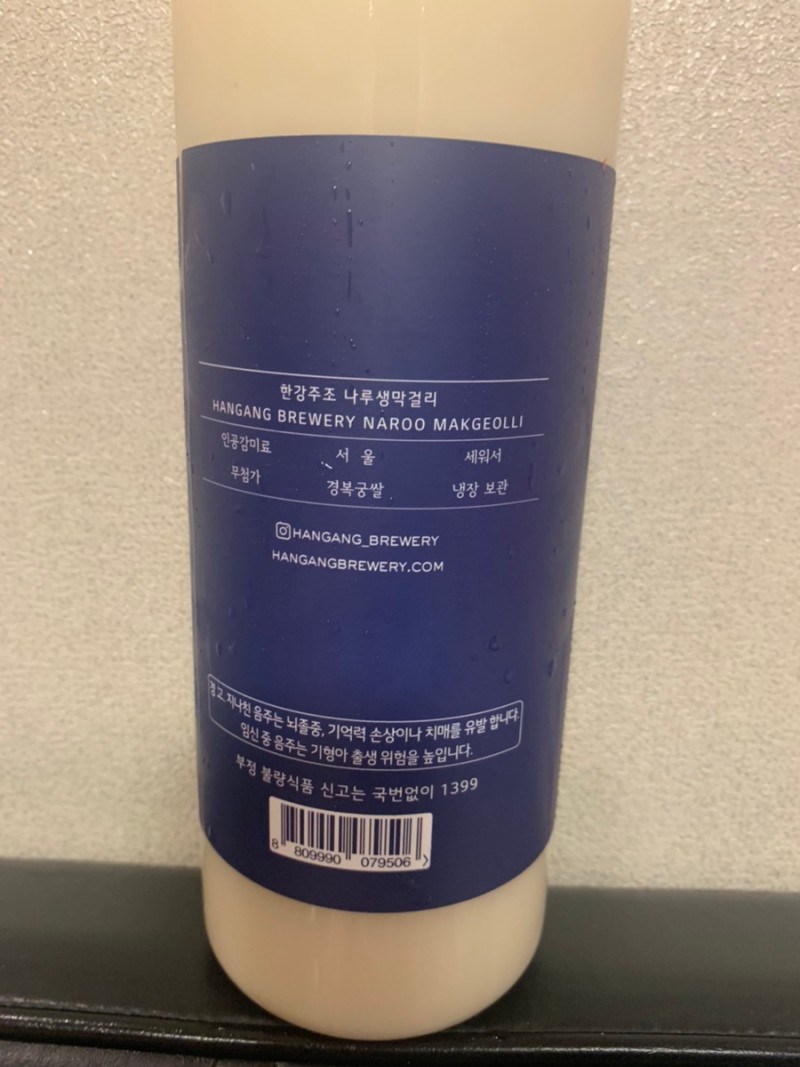 한강주조 나루생막걸리
HANGANG BREWERY NAROO MAKGEOLLI
인공감미료 서 울 세워서
무첨가 경복궁쌀 냉장 보관
HANGANG_BREWERY
HANGANGBREWERY.COM
경고. 지나친 음주는 뇌졸중, 기억력 손상이나 치매를 유발 합니다.
임신 중 음주는 기형아 출생 위험을 높입니다.
부정 불량식품 신고는 국번없이 1399
8 809990 079506